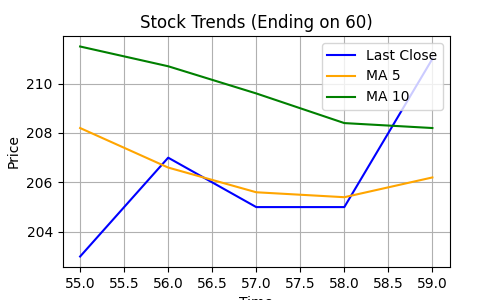 Stock Trends (Ending on 60)
Last Close
MA 5
MA 10
Price
210
208
206
204
55.0 55.5 56.0 56.5 57.0 57.5 58.0 58.5 59.0
Time